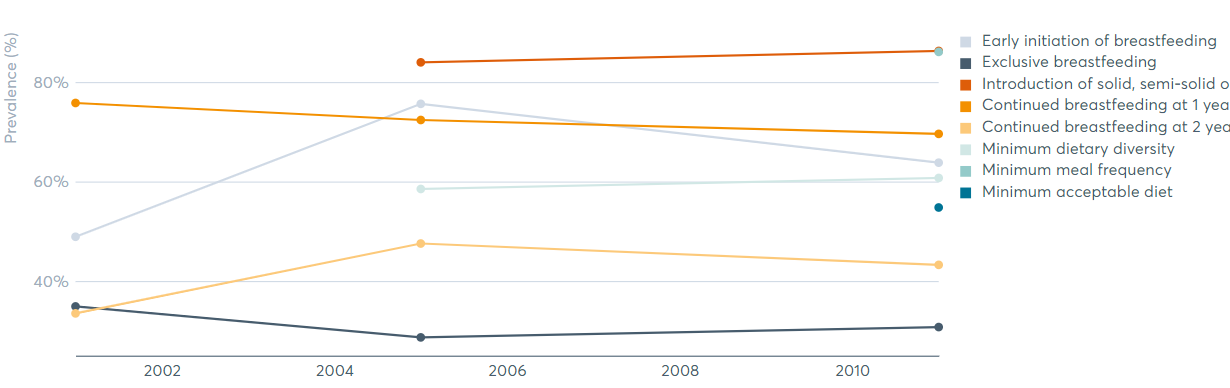 Prevalence (%)
80%
60%
40%
2002
2004
2006
2008
2010
Early initiation of breastfeeding
Exclusive breastfeeding
Introduction of solid, semi-solid o
Continued breastfeeding at 1 yea
Continued breastfeeding at 2 yea
Minimum dietary diversity
Minimum meal frequency
Minimum acceptable diet